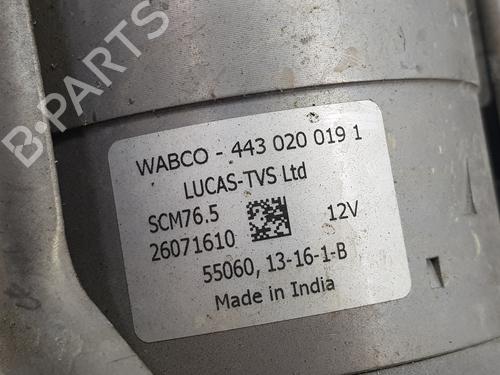 B-PARTS
WABCO - 443 020 019 1
LUCAS-TVS Ltd
SCM76.5
12V
26071610
55060, 13-16-1-B
Made in India